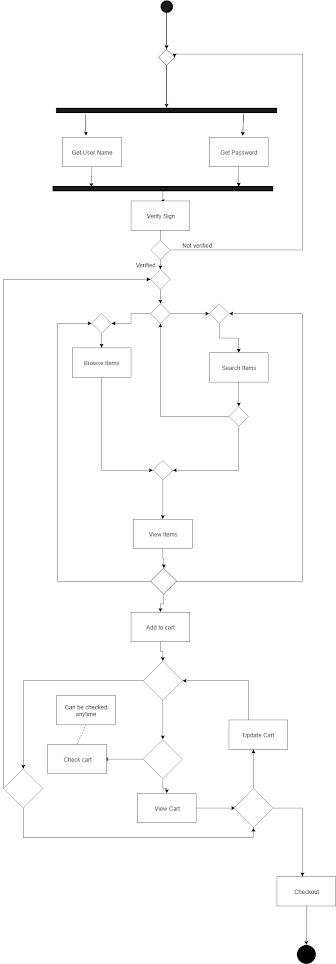 Get User Name
Get Password
Verify Sign
Not verified
Verified
Browse Items
Search Items
View Items
Add to cart
Can be checked
anytime
Update Cart
Check cart
View Cart
Checkout